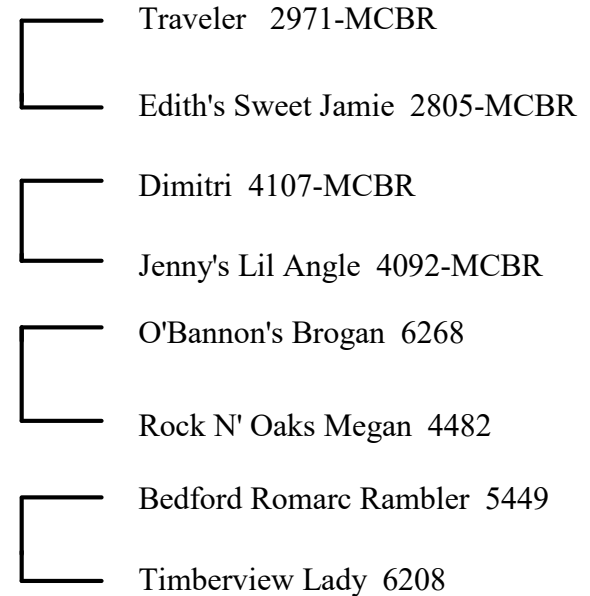 Traveler 2971-MCBR
Edith's Sweet Jamie 2805-MCBR
Dimitri 4107-MCBR
Jenny's Lil Angle 4092-MCBR
O'Bannon's Brogan 6268
Rock N' Oaks Megan 4482
Bedford Romarc Rambler 5449
Timberview Lady 6208